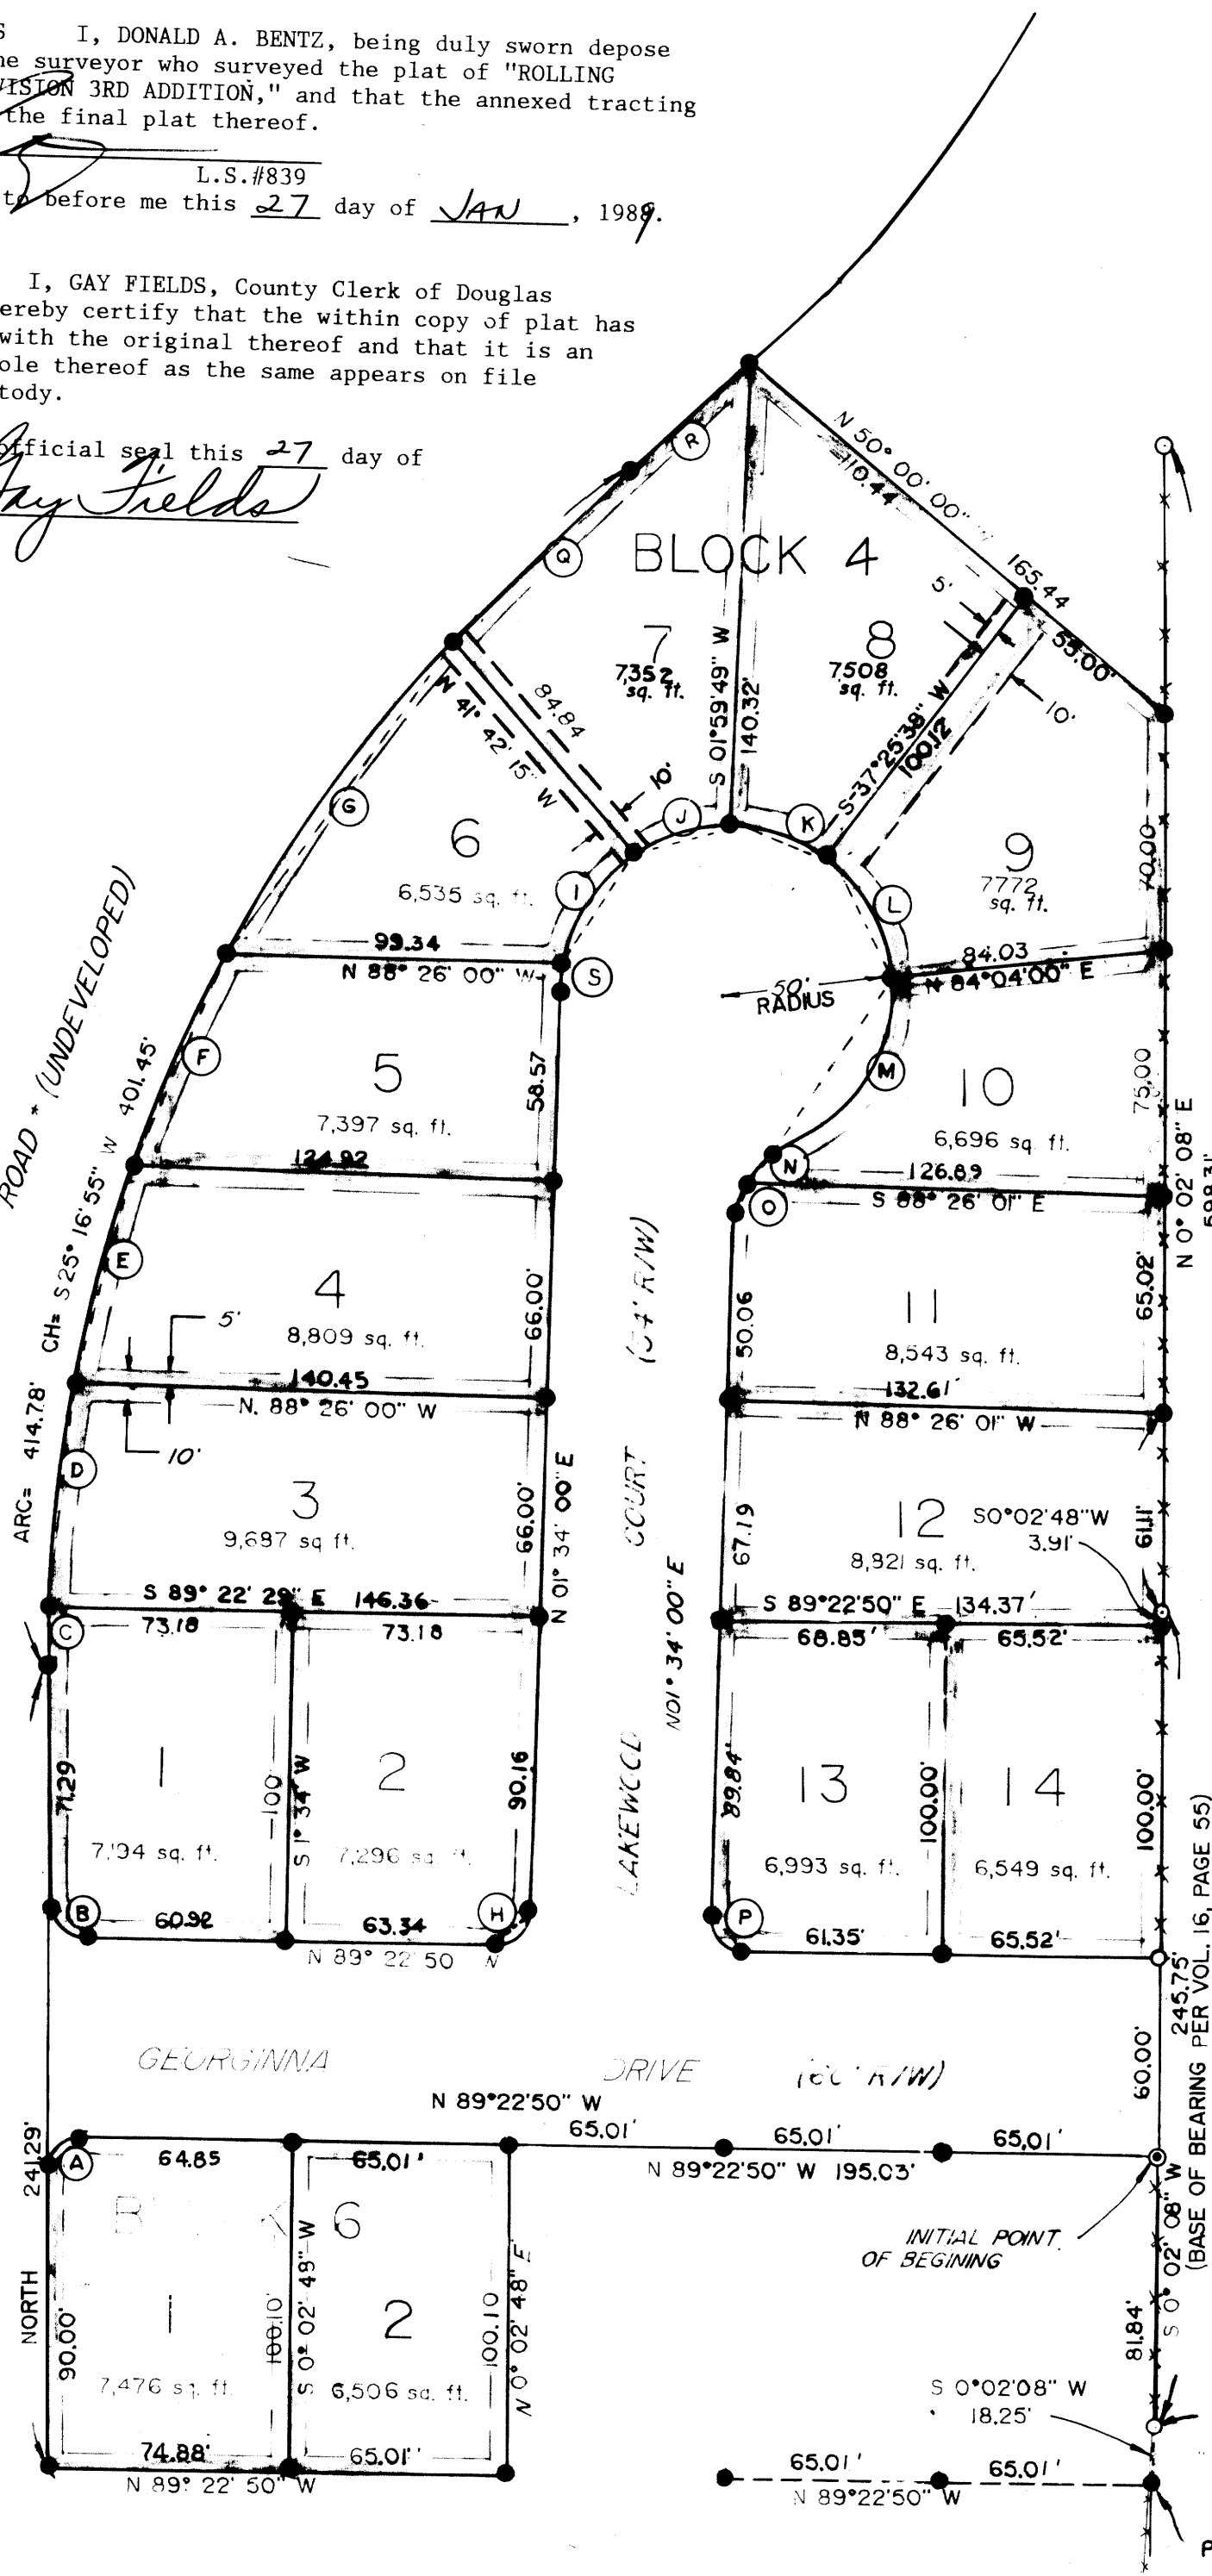 S I, DONALD A. BENTZ, being duly sworn depose
he surveyor who surveyed the plat of "ROLLING
VISION 3RD ADDITION," and that the annexed tracting
the final plat thereof.
L.S.#839
to before me this 27 day of JAN, 1989.
I, GAY FIELDS, County Clerk of Douglas
ereby certify that the within copy of plat has
with the original thereof and that it is an
ole thereof as the same appears on file
tody.
official seal this 27 day of
Gay Fields
R
N 50° 00' 00" W
110.44
165.44
55.00'
Q
BLOCK 4
5'
7
7,352
sq. ft.
8
7508
sq. ft.
10'
N 41° 42' 15" W
84.84
10'
S 01°59'49" W
140.32'
S-37°25'38" W
100.12
G
J
K
6
6,535 sq. ft.
I
L
9
7772
sq. ft.
70.00
99.34
N 88° 26' 00" W
S
50'
RADIUS
84.03
N 84°04'00" E
ROAD * (UNDEVELOPED)
F
5
7,397 sq. ft.
58.57
M
10
6,696 sq ft.
75.00
124.92
N
126.89
O
S 88° 26' 01" E
N 0° 02' 08" E
598.31'
CH= S 25° 16' 55" W 401.45'
ARC= 414.78'
E
4
8,809 sq. ft.
66.00'
5'
11
8,543 sq. ft.
50.06
65.02'
140.45
N. 88° 26' 00" W
10'
132.61'
N 88° 26' 01" W
D
3
9,687 sq ft.
66.00'
N 01° 34' 00" E
LAKEWOOD COURT (54' R/W)
N01° 34' 00" E
67.19
12
8,821 sq. ft.
S0°02'48"W
3.91'
61.11'
S 89° 22' 29" E 146.36
C
73.18
73.18
S 89°22'50" E 134.37'
68.85'
65.52'
71.29
1
7,194 sq. ft.
100'
S 1° 34' W
2
7,296 sq. ft.
90.16
89.84'
13
6,993 sq. ft.
100.00'
14
6,549 sq. ft.
100.00'
B
60.92
63.34
H
N 89° 22' 50
P
61.35'
65.52'
245.75'
(BASE OF BEARING PER VOL. 16, PAGE 55)
GEORGINNA DRIVE (60' R/W)
60.00'
N 89°22'50" W
65.01'
65.01'
65.01'
N 89°22'50" W 195.03'
NORTH 241.29'
A
64.85
65.01'
6
INITIAL POINT
OF BEGINING
S 0° 02' 08" W
90.00'
1
7,476 sq. ft.
100.10'
S 0° 02' 49" W
2
6,506 sq. ft.
100.10
N 0° 02' 48" E
81.84'
S 0°02'08" W
18.25'
74.88'
65.01'
N 89° 22' 50" W
65.01'
65.01'
N 89°22'50" W